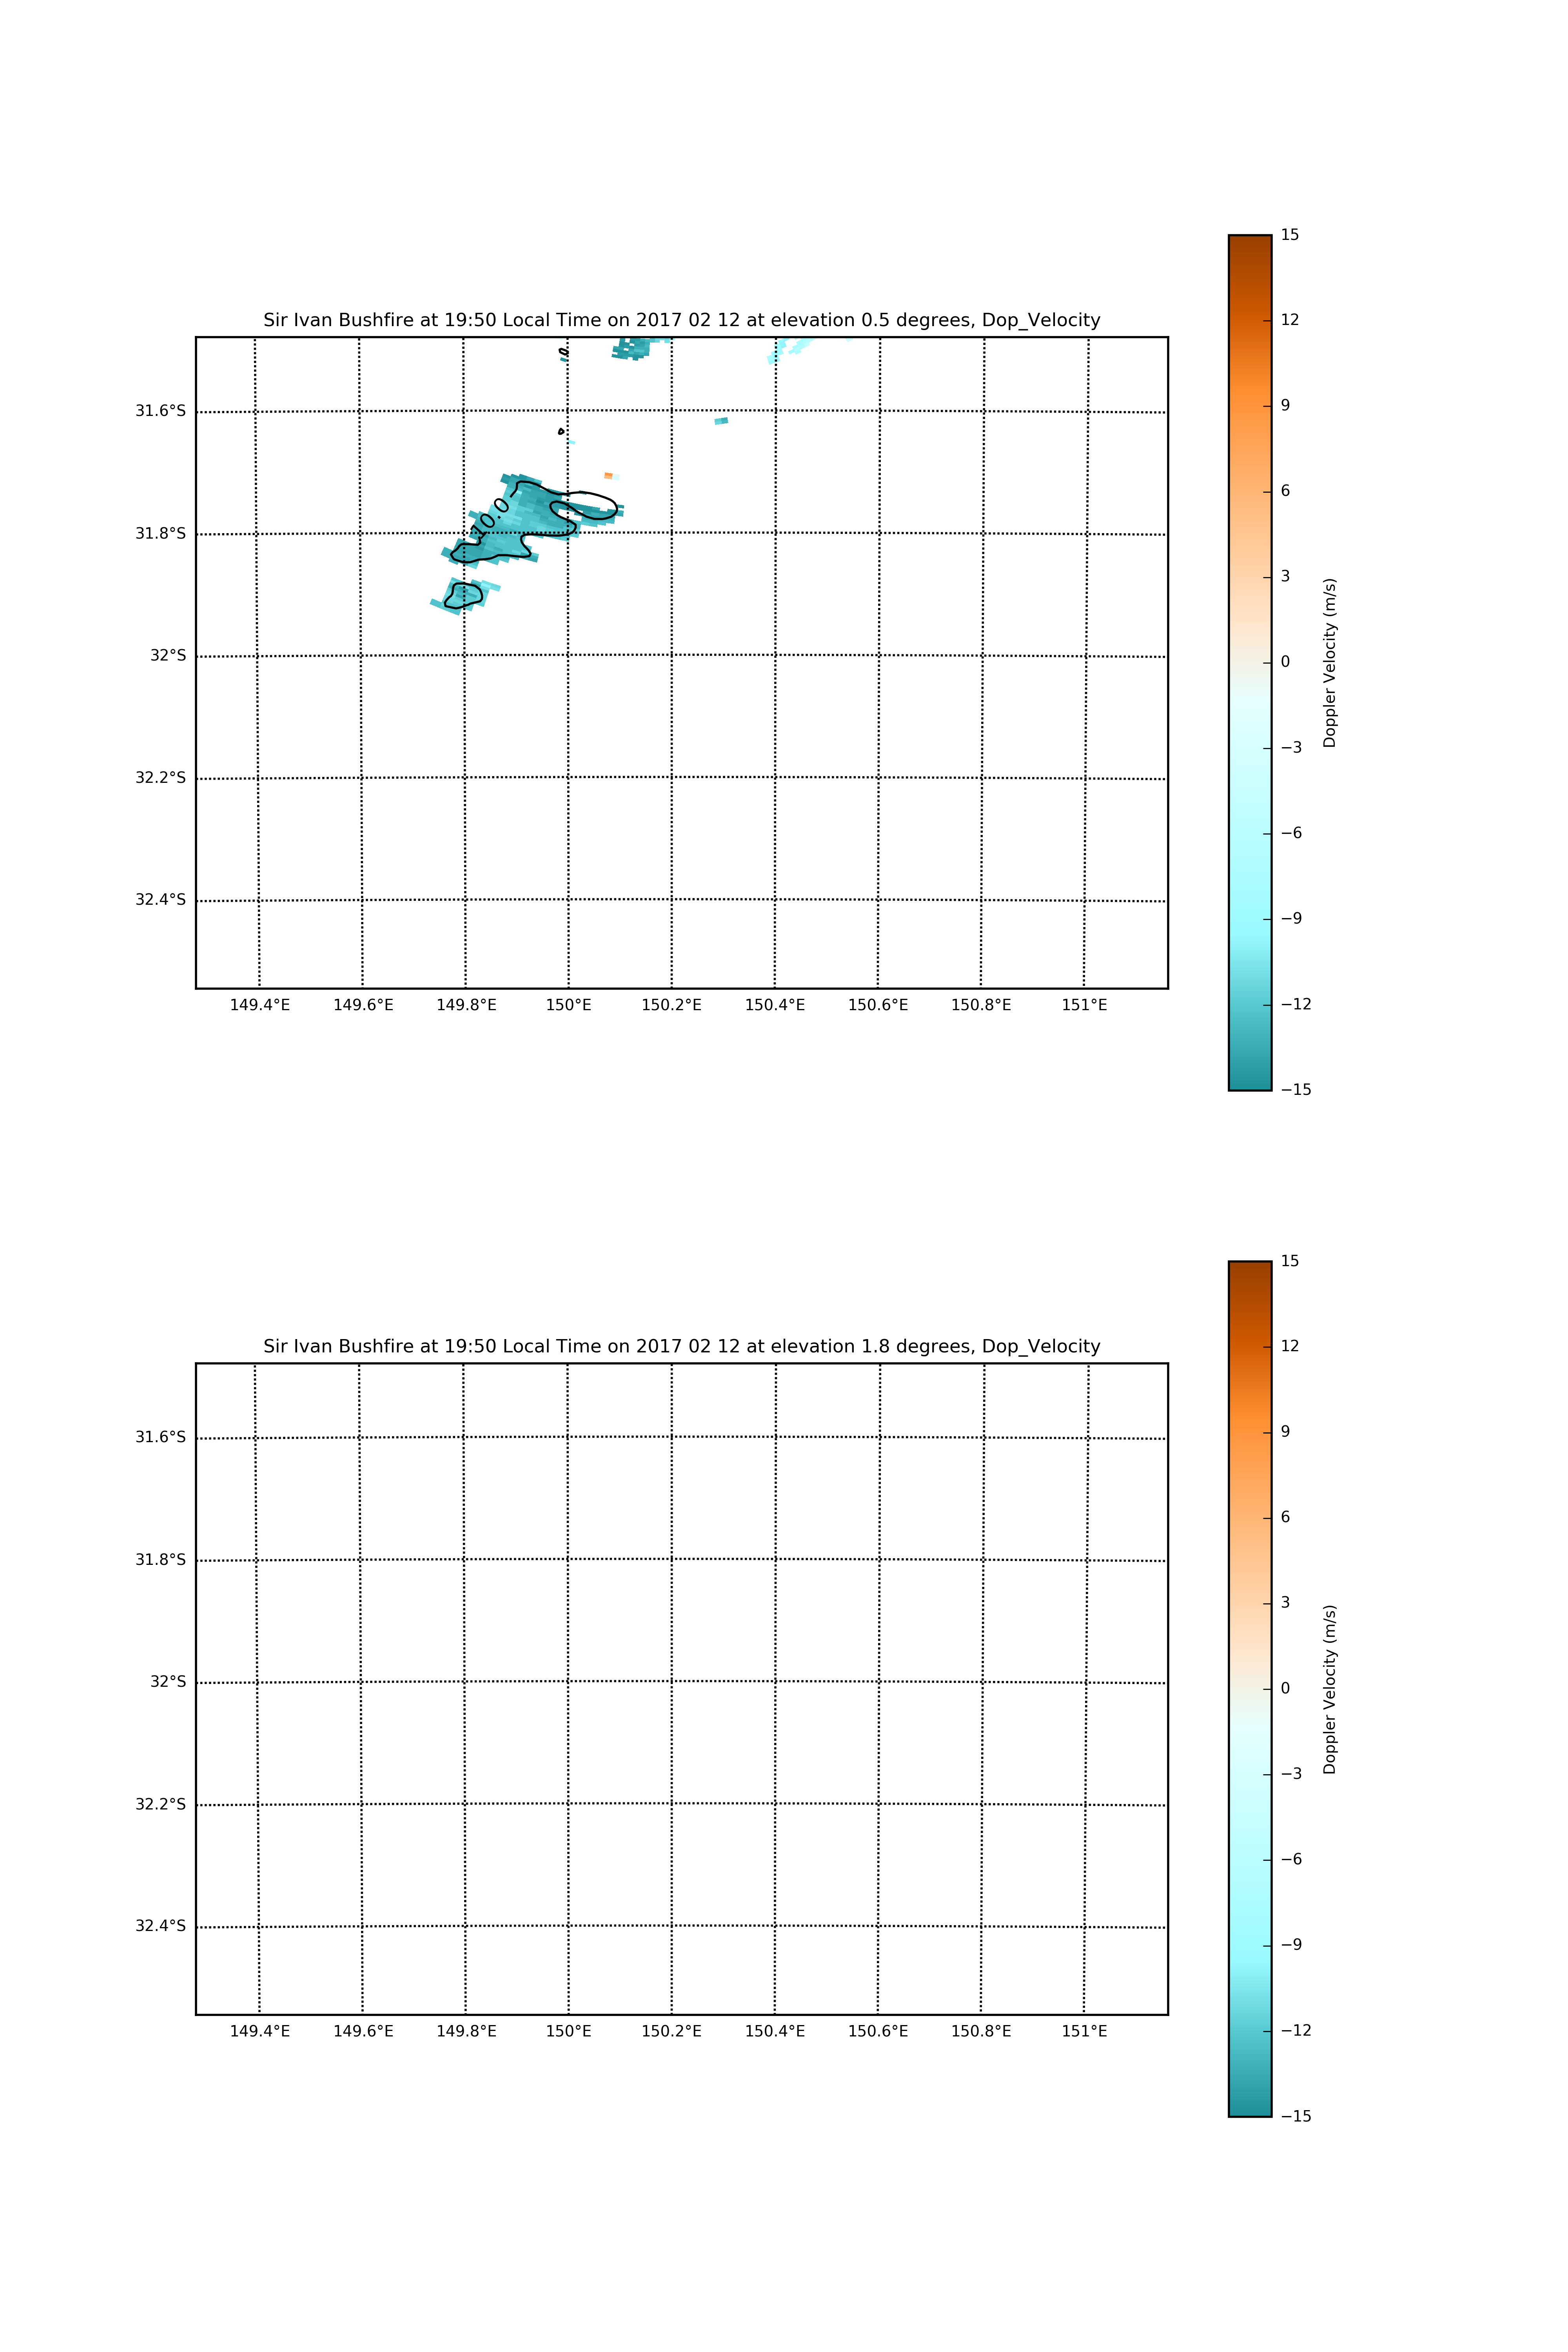 Sir Ivan Bushfire at 19:50 Local Time on 2017 02 12 at elevation 0.5 degrees, Dop_Velocity
31.6°S
31.8°S
32°S
32.2°S
32.4°S
10.0
149.4°E 149.6°E 149.8°E 150°E 150.2°E 150.4°E 150.6°E 150.8°E 151°E
15
12
9
6
3
0
−3
−6
−9
−12
−15
Doppler Velocity (m/s)
Sir Ivan Bushfire at 19:50 Local Time on 2017 02 12 at elevation 1.8 degrees, Dop_Velocity
31.6°S
31.8°S
32°S
32.2°S
32.4°S
149.4°E 149.6°E 149.8°E 150°E 150.2°E 150.4°E 150.6°E 150.8°E 151°E
15
12
9
6
3
0
−3
−6
−9
−12
−15
Doppler Velocity (m/s)